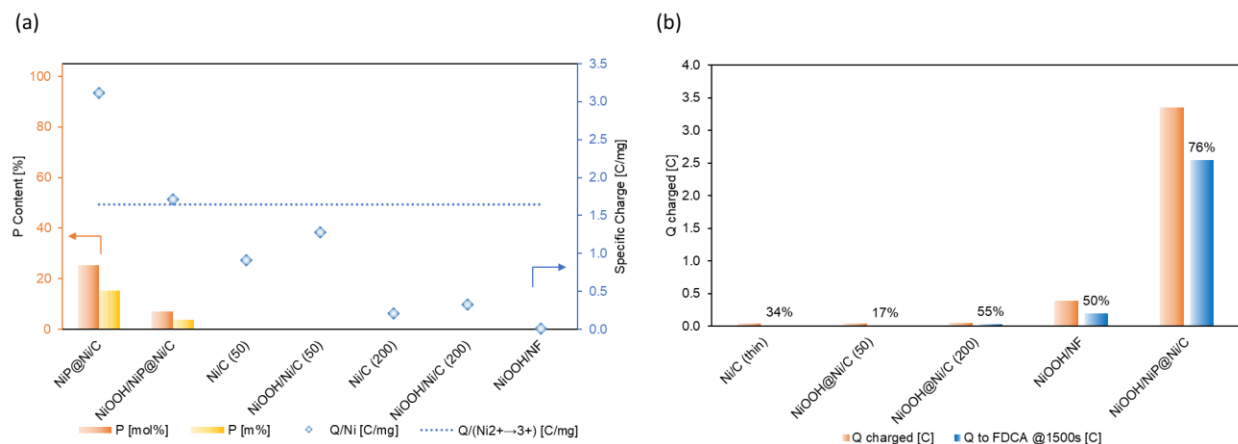 (a)
100
80
60
40
20
0
P Content [%]
3.5
3.0
2.5
2.0
1.5
1.0
0.5
0.0
Specific Charge [C/mg]
NiP@Ni/C
NiOOH/NiP@Ni/C
Ni/C (50)
NiOOH/Ni/C (50)
Ni/C (200)
NiOOH/Ni/C (200)
NiOOH/NF
P [mol%] P [m%] Q/Ni [C/mg] Q/(Ni2+→3+) [C/mg]
(b)
4.0
3.5
3.0
2.5
2.0
1.5
1.0
0.5
0.0
Q charged [C]
34%
17%
55%
50%
76%
Ni/C (thin)
NiOOH@Ni/C (50)
NiOOH@Ni/C (200)
NiOOH/NF
NiOOH/NiP@Ni/C
Q charged [C] Q to FDCA @1500s [C]